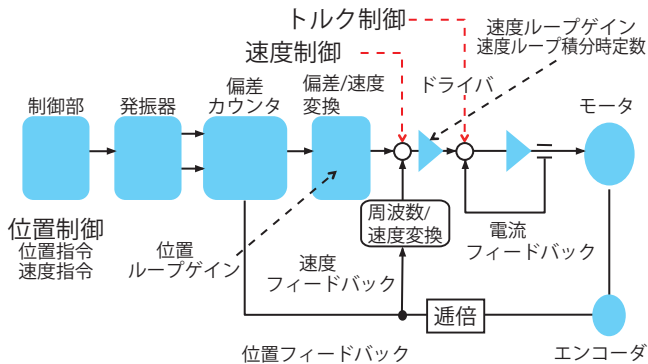 トルク制御
速度制御
速度ループゲイン
速度ループ積分時定数
制御部
発振器
偏差
カウンタ
偏差/速度
変換
ドライバ
モータ
位置制御
位置指令
速度指令
位置
ループゲイン
周波数/
速度変換
速度
フィードバック
電流
フィードバック
逓倍
位置フィードバック
エンコーダ